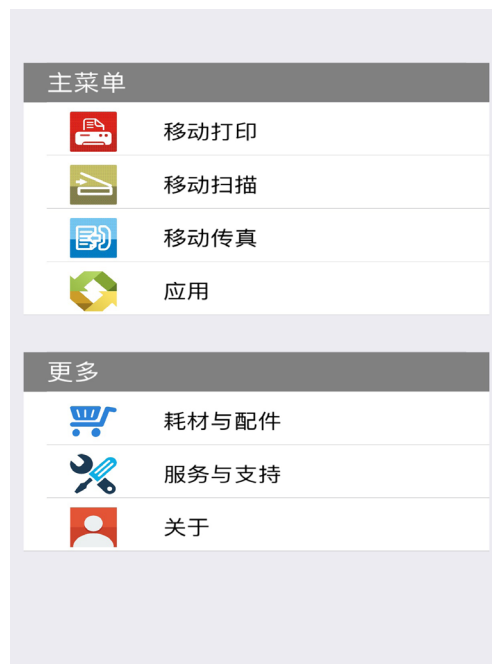 主菜单
移动打印
移动扫描
移动传真
应用
更多
耗材与配件
服务与支持
关于